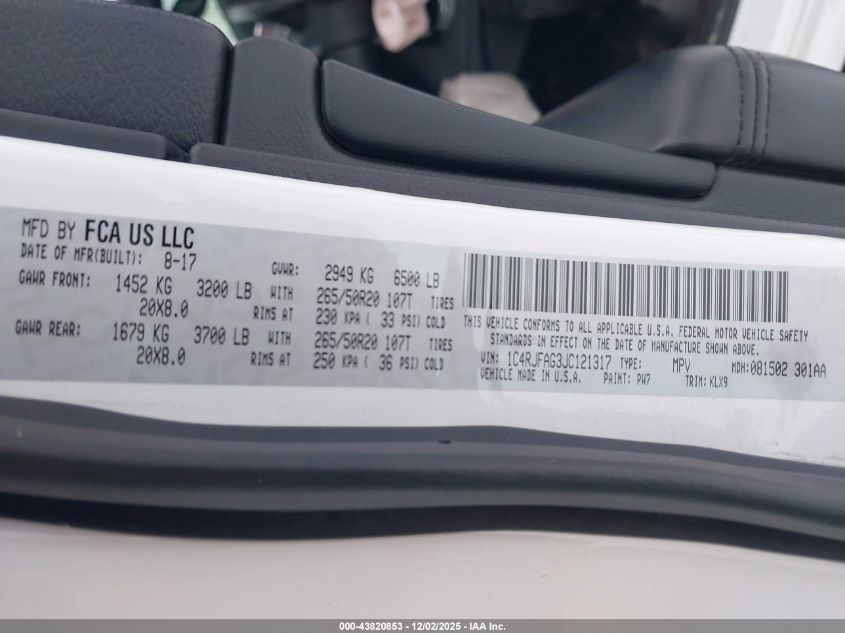 MFD BY FCA US LLC
DATE OF MFR(BUILT): 8-17 GVWR: 2949 KG 6500 LB
GAWR FRONT: 1452 KG 3200 LB WITH 265/50R20 107T TIRES
20X8.0 RIMS AT 230 KPA ( 33 PSI) COLD
GAWR REAR: 1679 KG 3700 LB WITH 265/50R20 107T TIRES
20X8.0 RIMS AT 250 KPA ( 36 PSI) COLD
THIS VEHICLE CONFORMS TO ALL APPLICABLE U.S.A. FEDERAL MOTOR VEHICLE SAFETY
STANDARDS IN EFFECT ON THE DATE OF MANUFACTURE SHOWN ABOVE.
VIN: 1C4RJFAG3JC121317 TYPE: MPV MDH:081502 301AA
VEHICLE MADE IN U.S.A. PAINT: PW7 TRIM: KLX9
000-43820853 - 12/02/2025 - IAA Inc.